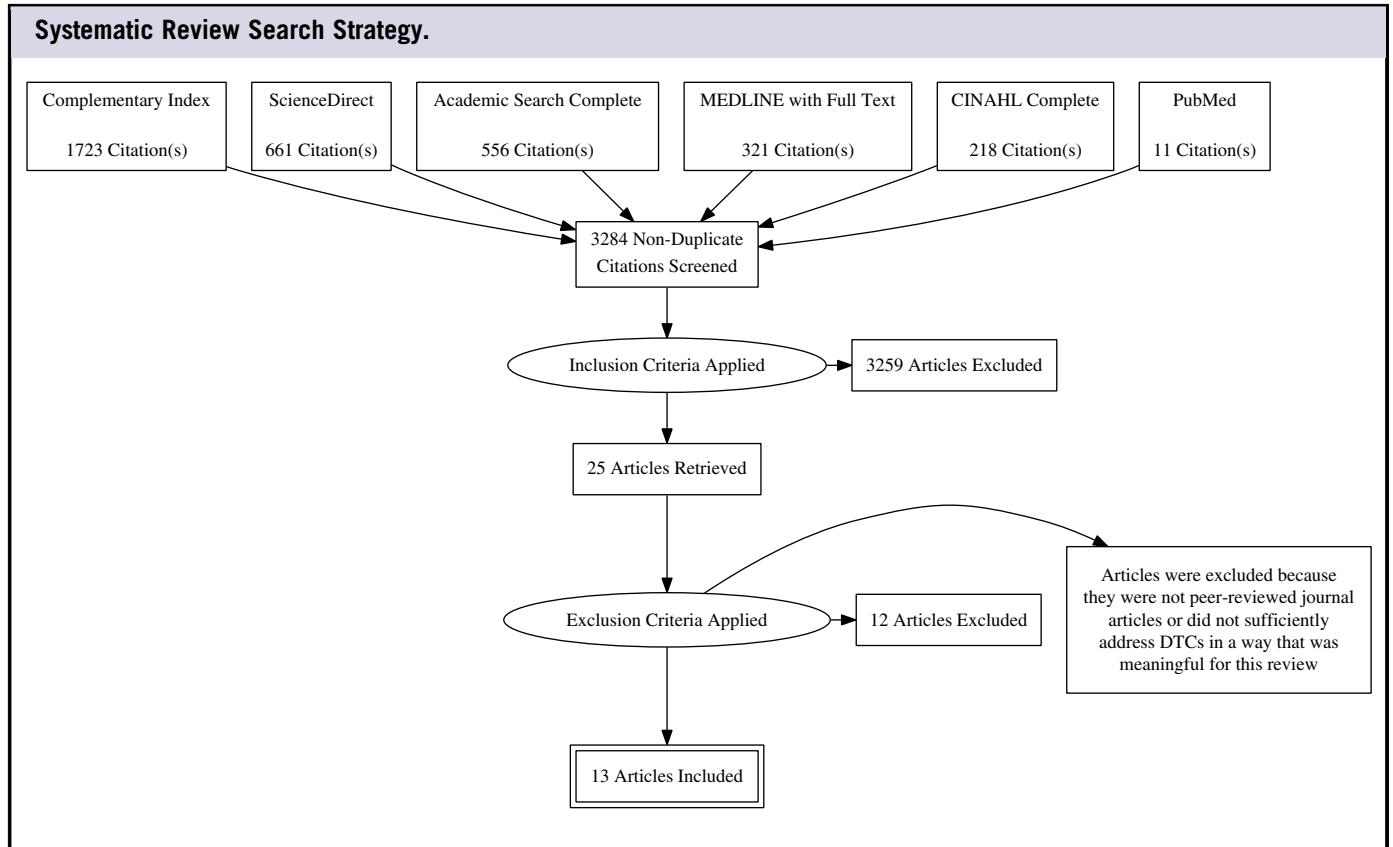 Systematic Review Search Strategy.
Complementary Index
1723 Citation(s)
ScienceDirect
661 Citation(s)
Academic Search Complete
556 Citation(s)
MEDLINE with Full Text
321 Citation(s)
CINAHL Complete
218 Citation(s)
PubMed
11 Citation(s)
3284 Non-Duplicate
Citations Screened
Inclusion Criteria Applied
3259 Articles Excluded
25 Articles Retrieved
Articles were excluded because
they were not peer-reviewed journal
articles or did not sufficiently
address DTCs in a way that was
meaningful for this review
Exclusion Criteria Applied
12 Articles Excluded
13 Articles Included